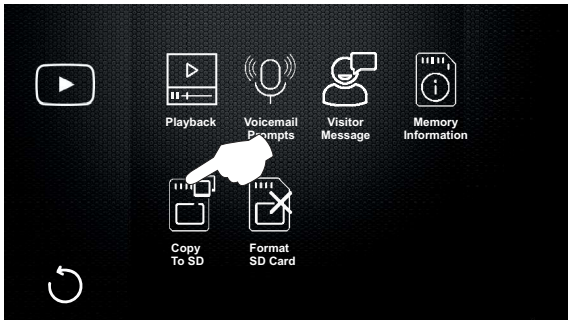 Playback
Voicemail
Prompts
Visitor
Message
Memory
Information
Copy
To SD
Format
SD Card